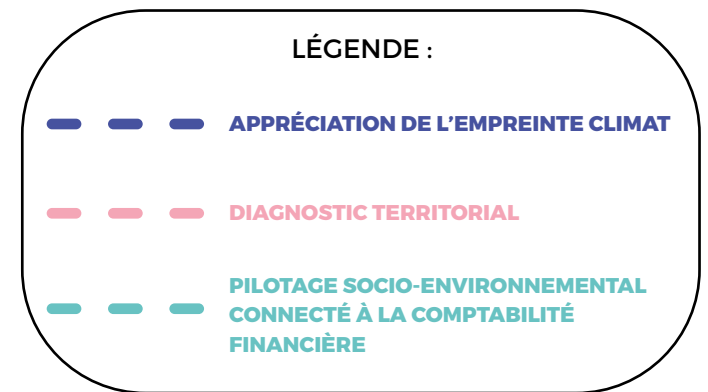 LÉGENDE :
APPRÉCIATION DE L’EMPREINTE CLIMAT
DIAGNOSTIC TERRITORIAL
PILOTAGE SOCIO-ENVIRONNEMENTAL
CONNECTÉ À LA COMPTABILITÉ
FINANCIÈRE